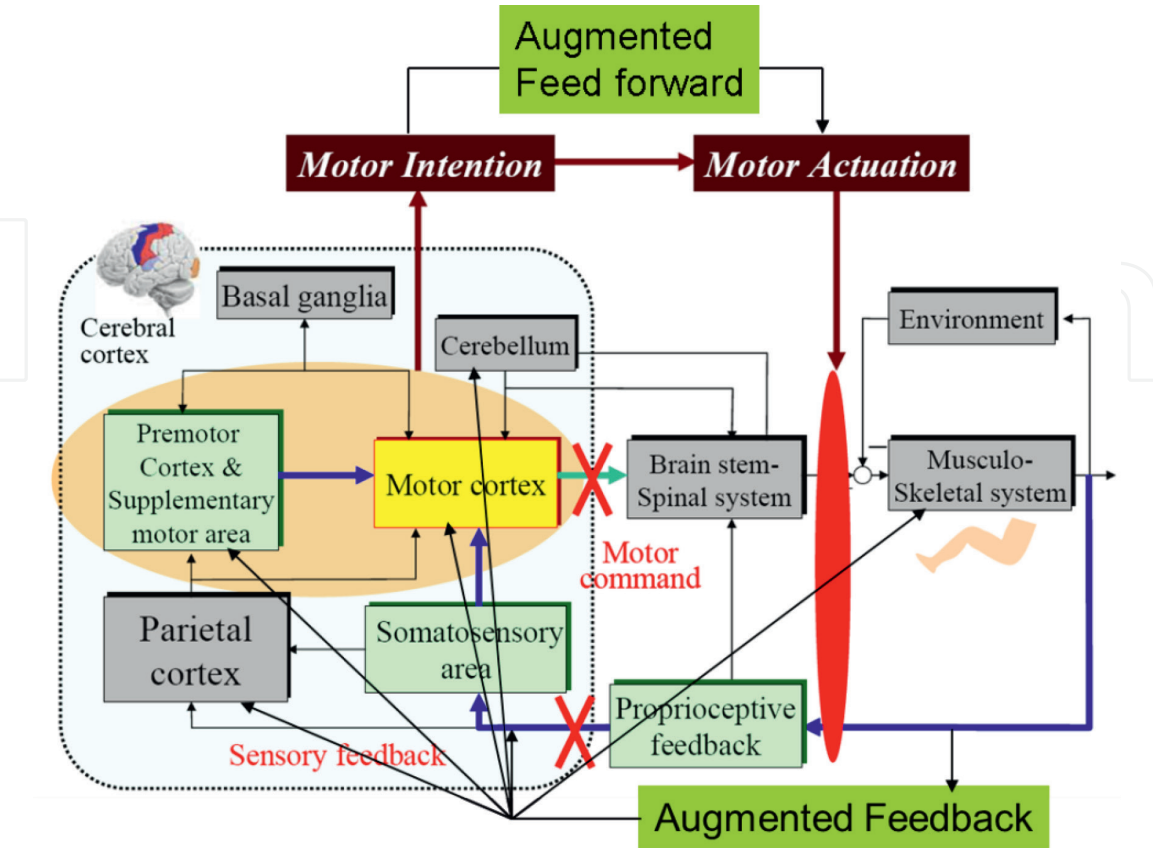 Augmented
Feed forward
Motor Intention
Motor Actuation
Cerebral
cortex
Basal ganglia
Cerebellum
Environment
Premotor
Cortex &
Supplementary
motor area
Motor cortex
Brain stem-
Spinal system
Musculo-
Skeletal system
Motor
command
Parietal
cortex
Somatosensory
area
Proprioceptive
feedback
Sensory feedback
Augmented Feedback